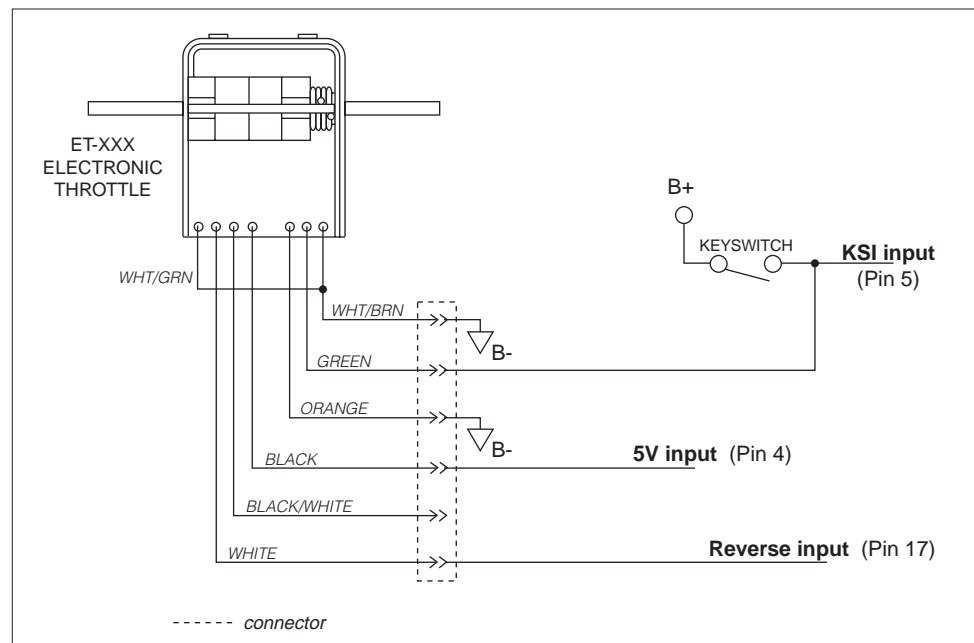 ET-XXX
ELECTRONIC
THROTTLE
B+
KEYSWITCH
KSI input
(Pin 5)
WHT/GRN
WHT/BRN
B-
GREEN
ORANGE
B-
BLACK
5V input (Pin 4)
BLACK/WHITE
WHITE
Reverse input (Pin 17)
connector